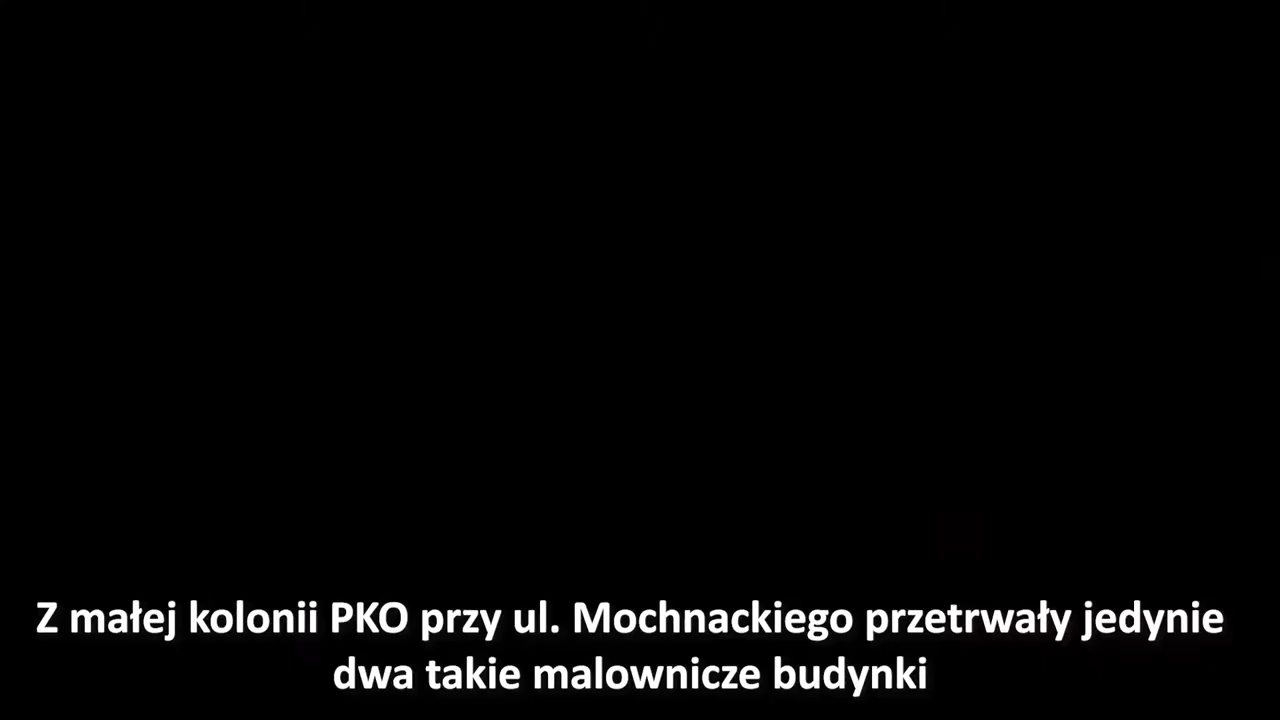 Z małej kolonii PKO przy ul. Mochnackiego przetrwały jedynie
dwa takie malownicze budynki